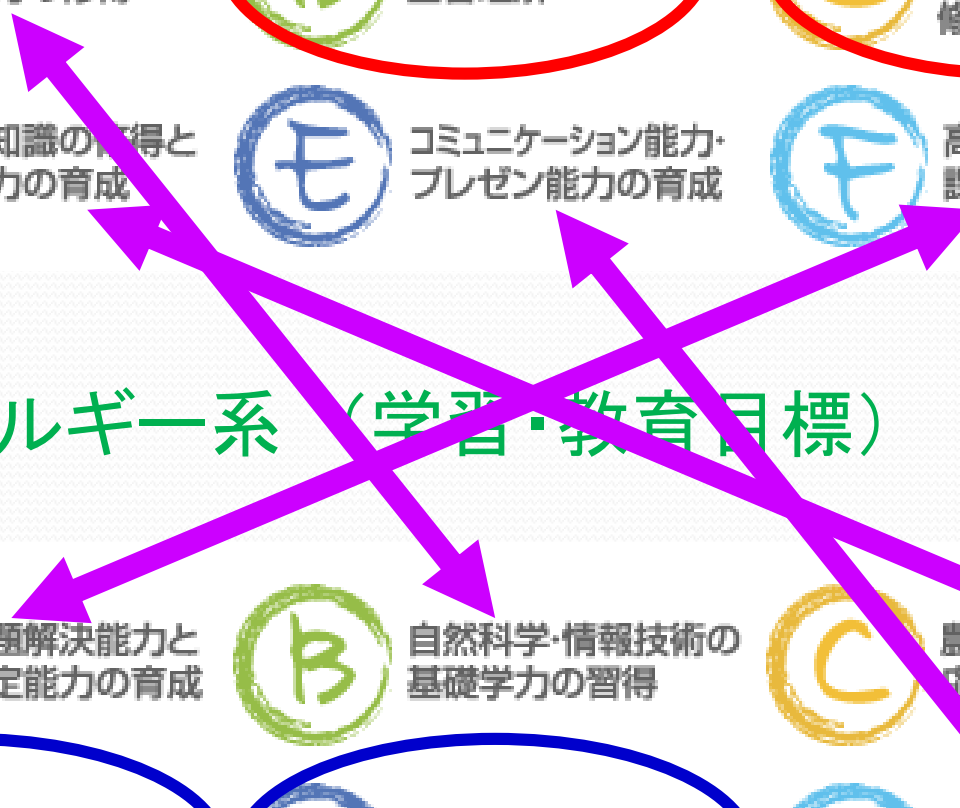 知識の修得と
力の育成
E
コミュニケーション能力・
プレゼン能力の育成
F
ルギー系 （学習・教育目標）
題解決能力と
定能力の育成
B
自然科学・情報技術の
基礎学力の習得
C